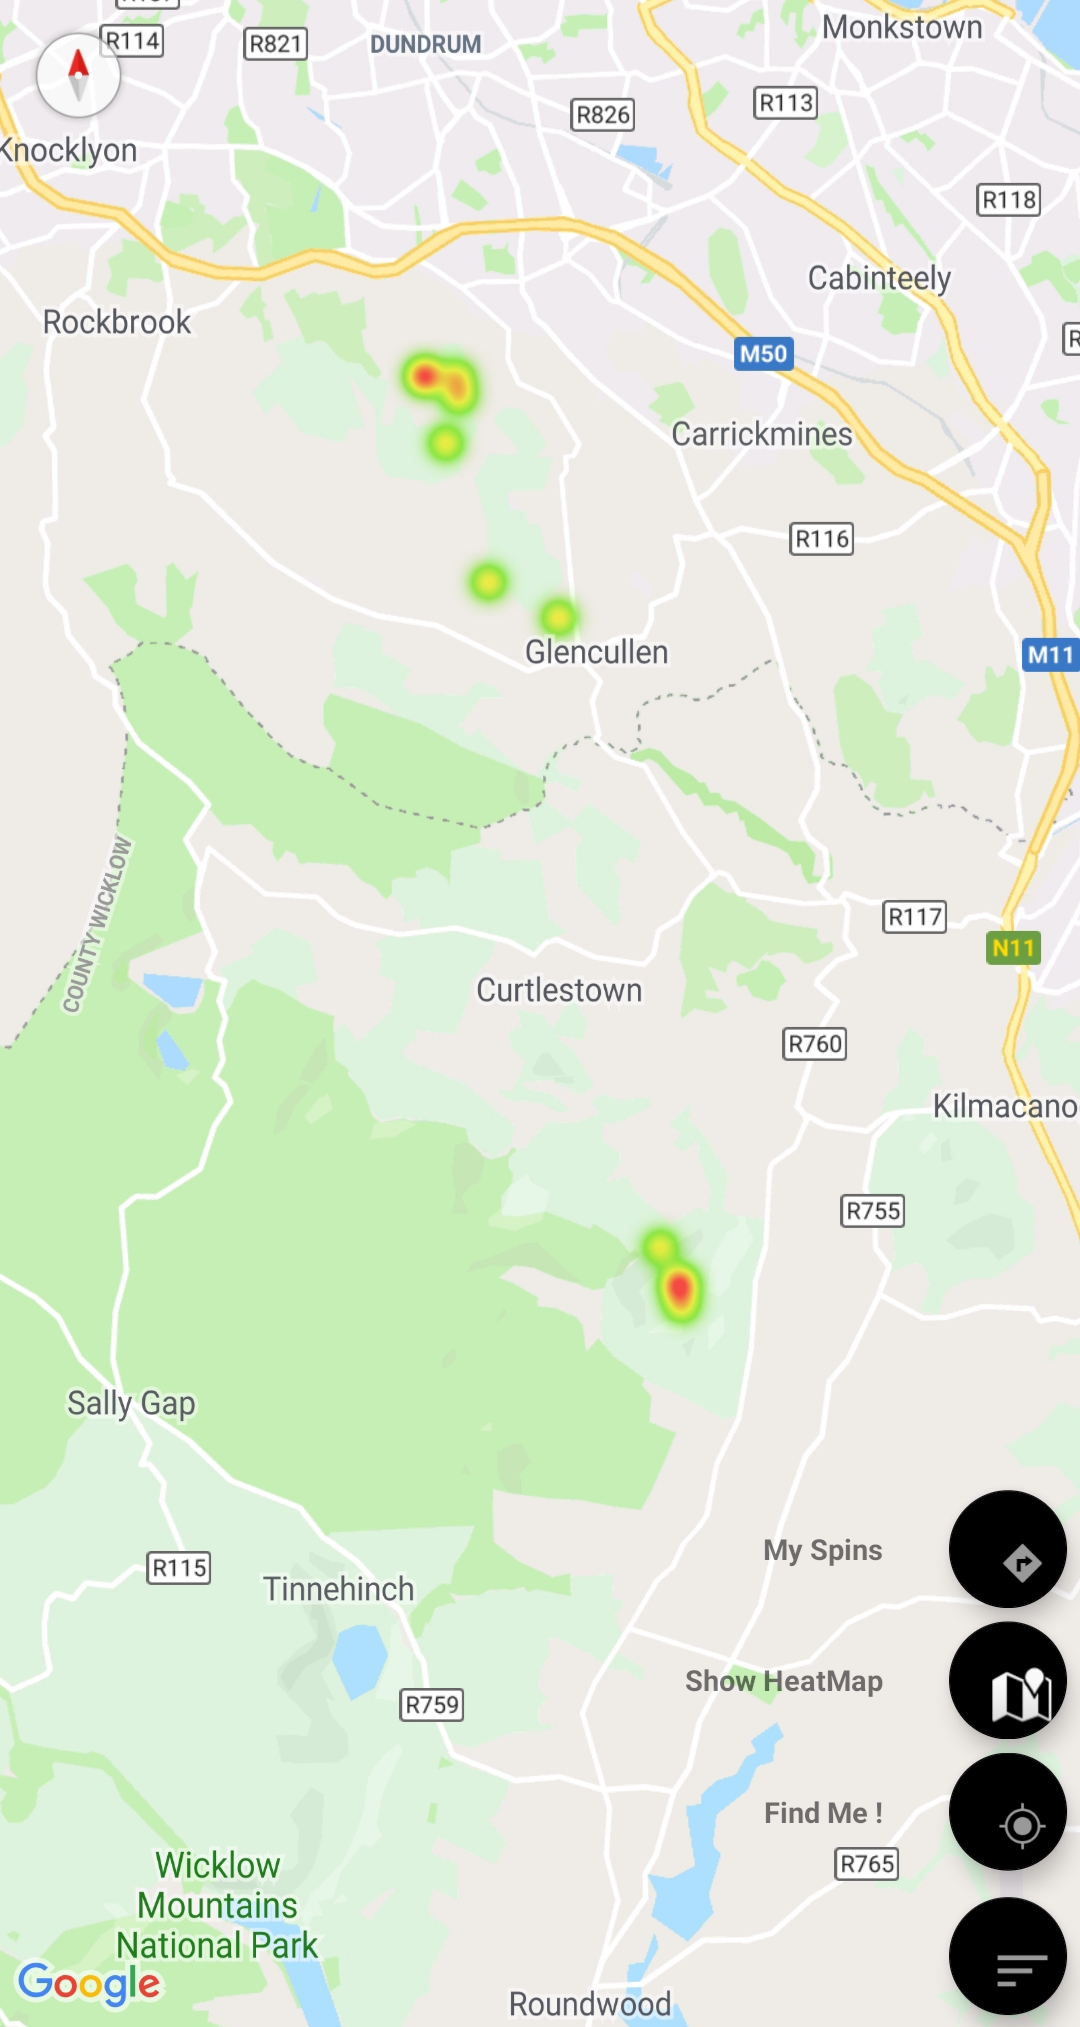 R114
R821
DUNDRUM
Monkstown
R826
R113
Knocklyon
R118
Cabinteely
Rockbrook
M50
Carrickmines
R116
Glencullen
M11
COUNTY WICKLOW
R117
N11
Curtlestown
R760
Kilmacano
R755
Sally Gap
My Spins
R115
Tinnehinch
Show HeatMap
R759
Find Me !
R765
Wicklow
Mountains
National Park
Google
Roundwood